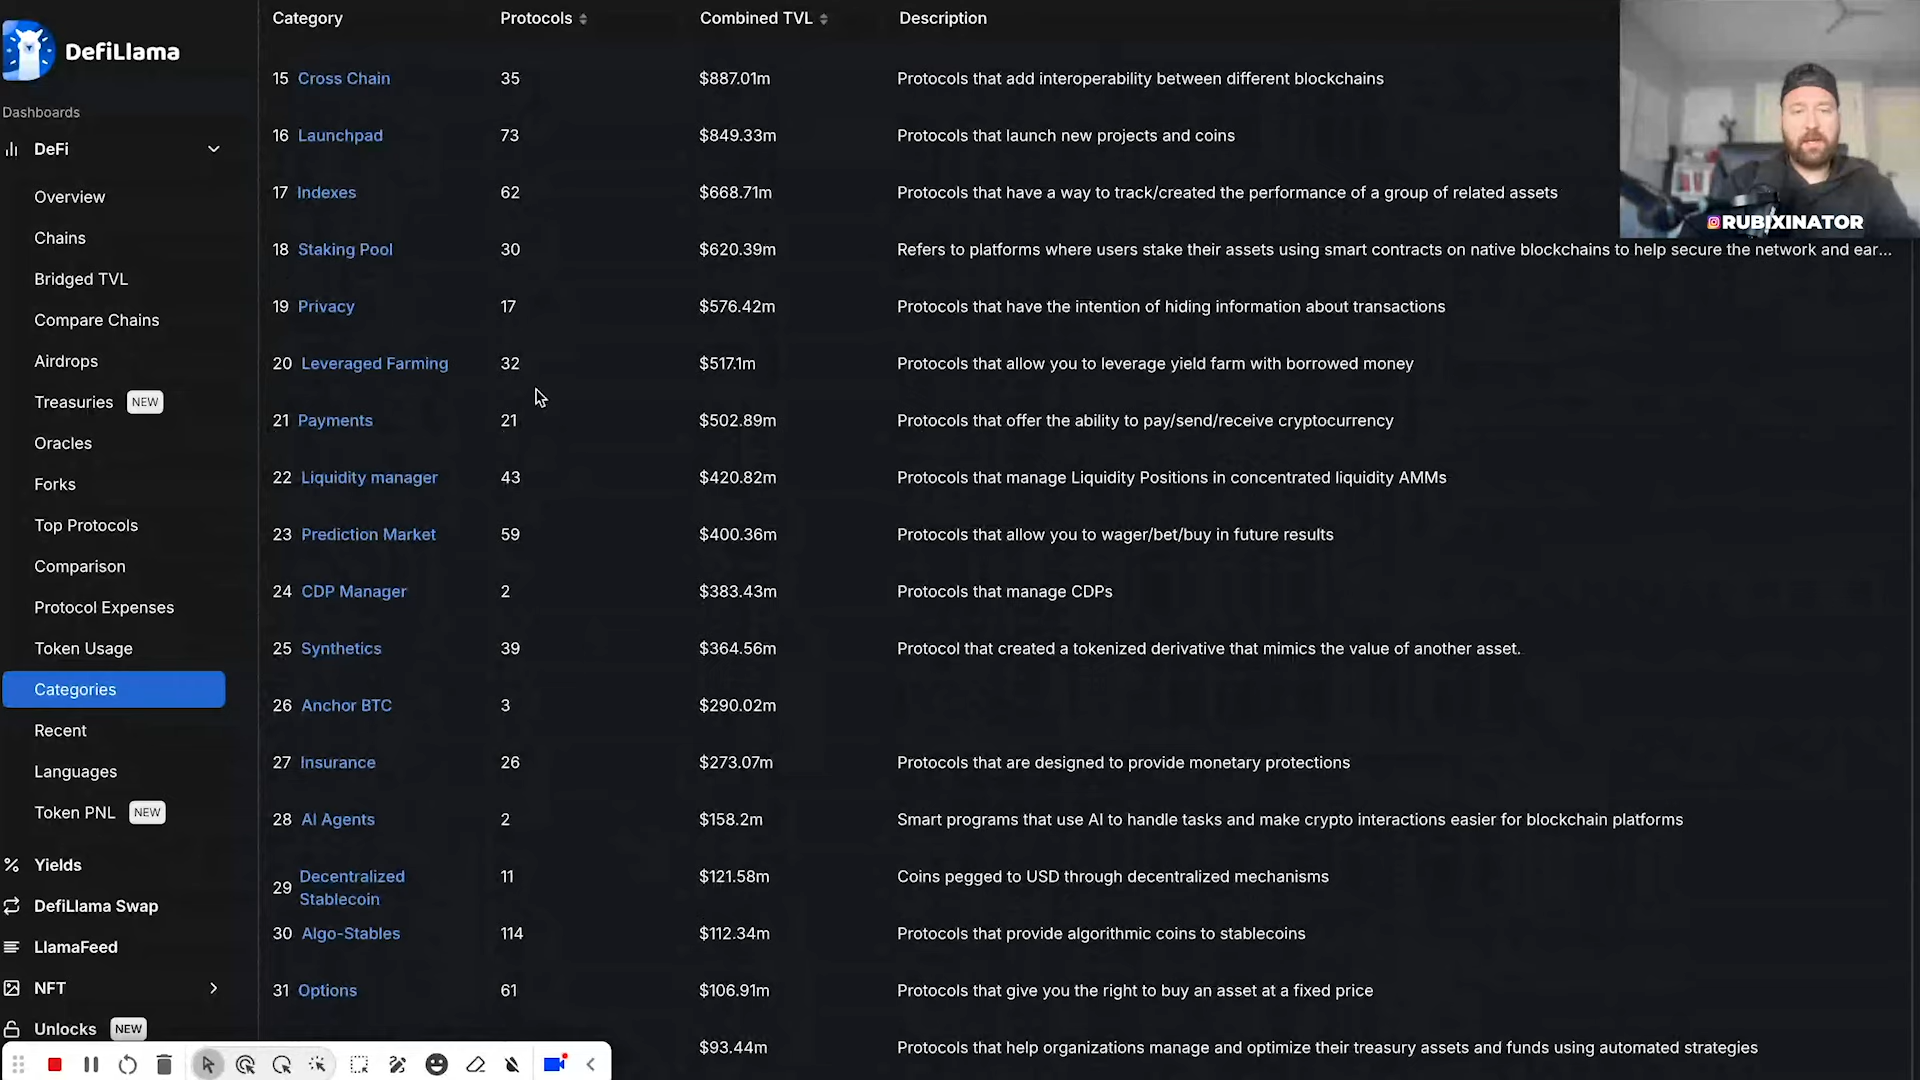 Category Protocols Combined TVL Description
DefiLlama
Dashboards
DeFi
Overview
Chains
Bridged TVL
Compare Chains
Airdrops
Treasuries NEW
Oracles
Forks
Top Protocols
Comparison
Protocol Expenses
Token Usage
Categories
Recent
Languages
Token PNL NEW
Yields
DefiLlama Swap
LlamaFeed
NFT
Unlocks NEW
15 Cross Chain 35 $887.01m Protocols that add interoperability between different blockchains
16 Launchpad 73 $849.33m Protocols that launch new projects and coins
17 Indexes 62 $668.71m Protocols that have a way to track/created the performance of a group of related assets
18 Staking Pool 30 $620.39m Refers to platforms where users stake their assets using smart contracts on native blockchains to help secure the network and ear...
19 Privacy 17 $576.42m Protocols that have the intention of hiding information about transactions
20 Leveraged Farming 32 $517.1m Protocols that allow you to leverage yield farm with borrowed money
21 Payments 21 $502.89m Protocols that offer the ability to pay/send/receive cryptocurrency
22 Liquidity manager 43 $420.82m Protocols that manage Liquidity Positions in concentrated liquidity AMMs
23 Prediction Market 59 $400.36m Protocols that allow you to wager/bet/buy in future results
24 CDP Manager 2 $383.43m Protocols that manage CDPs
25 Synthetics 39 $364.56m Protocol that created a tokenized derivative that mimics the value of another asset.
26 Anchor BTC 3 $290.02m
27 Insurance 26 $273.07m Protocols that are designed to provide monetary protections
28 AI Agents 2 $158.2m Smart programs that use AI to handle tasks and make crypto interactions easier for blockchain platforms
29 Decentralized 11 $121.58m Coins pegged to USD through decentralized mechanisms
Stablecoin
30 Algo-Stables 114 $112.34m Protocols that provide algorithmic coins to stablecoins
31 Options 61 $106.91m Protocols that give you the right to buy an asset at a fixed price
$93.44m Protocols that help organizations manage and optimize their treasury assets and funds using automated strategies
RUBIXINATOR